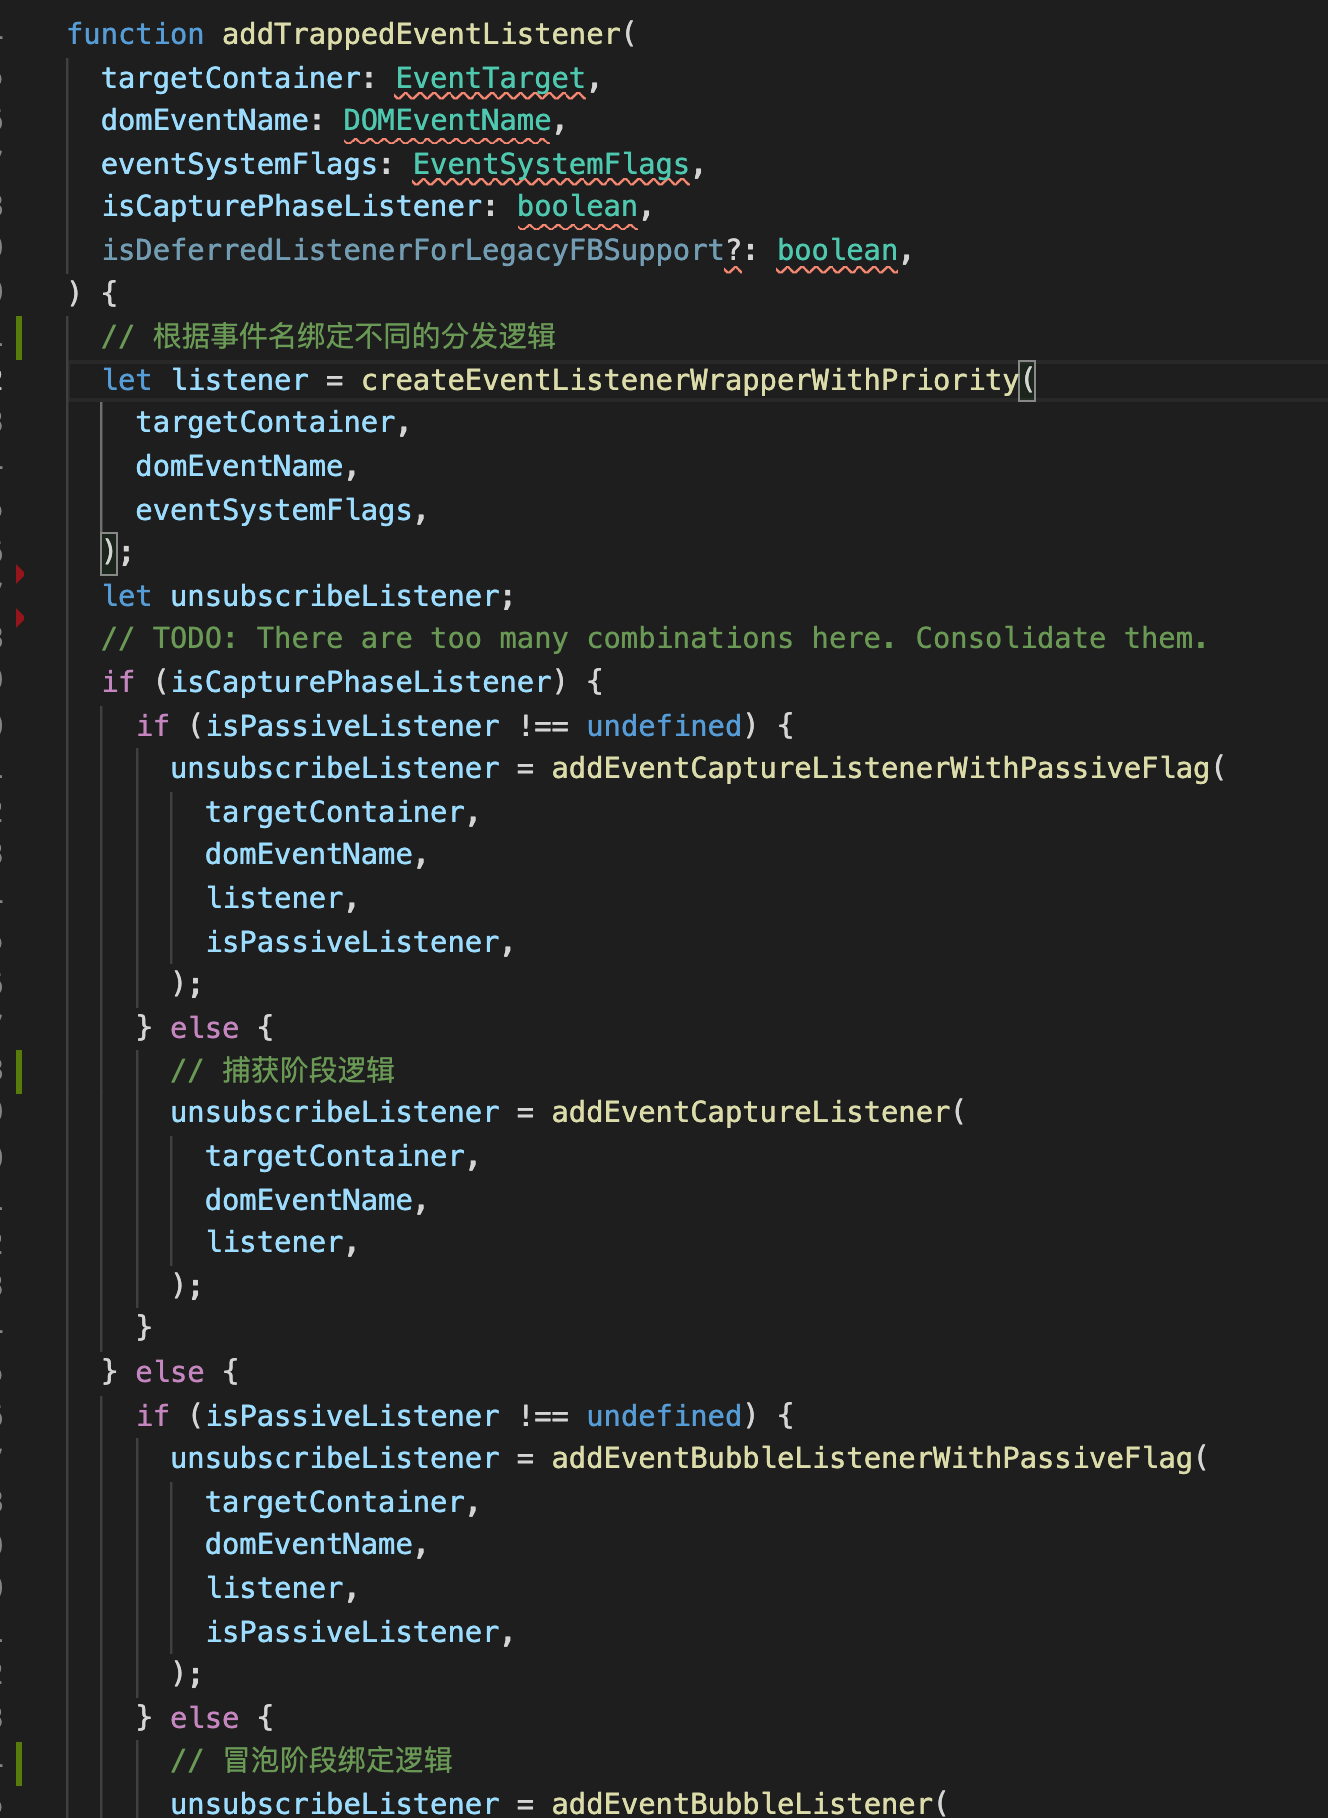 function addTrappedEventListener(
targetContainer: EventTarget,
domEventName: DOMEventName,
eventSystemFlags: EventSystemFlags,
isCapturePhaseListener: boolean,
isDeferredListenerForLegacyFBSupport?: boolean,
) {
// 根据事件名绑定不同的分发逻辑
let listener = createEventListenerWrapperWithPriority(
targetContainer,
domEventName,
eventSystemFlags,
);
let unsubscribeListener;
// TODO: There are too many combinations here. Consolidate them.
if (isCapturePhaseListener) {
if (isPassiveListener !== undefined) {
unsubscribeListener = addEventCaptureListenerWithPassiveFlag(
targetContainer,
domEventName,
listener,
isPassiveListener,
);
} else {
// 捕获阶段逻辑
unsubscribeListener = addEventCaptureListener(
targetContainer,
domEventName,
listener,
);
}
} else {
if (isPassiveListener !== undefined) {
unsubscribeListener = addEventBubbleListenerWithPassiveFlag(
targetContainer,
domEventName,
listener,
isPassiveListener,
);
} else {
// 冒泡阶段绑定逻辑
unsubscribeListener = addEventBubbleListener(